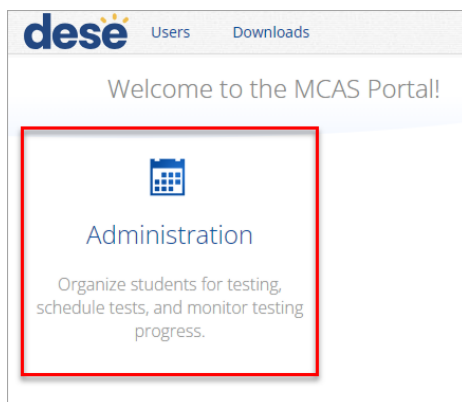 dese Users Downloads
Welcome to the MCAS Portal!
Administration
Organize students for testing,
schedule tests, and monitor testing
progress.